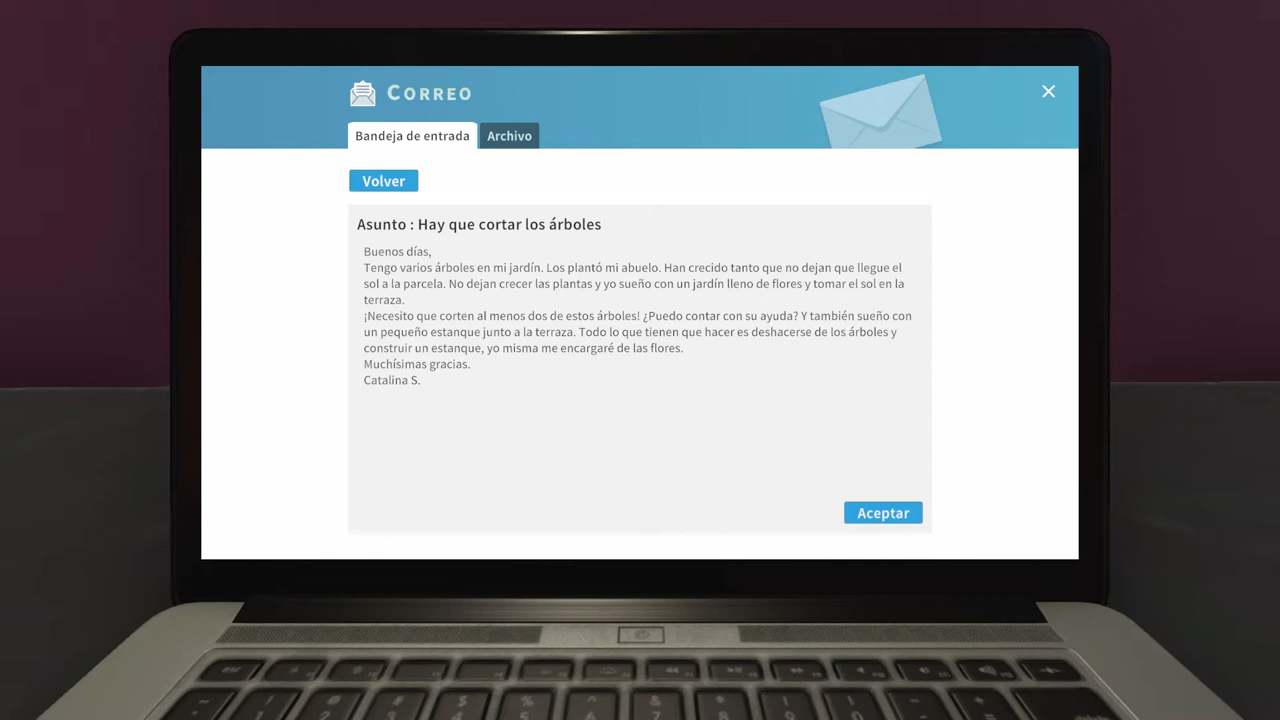 CORREO
Bandeja de entrada
Archivo
Volver
Asunto : Hay que cortar los árboles
Buenos días,
Tengo varios árboles en mi jardín. Los plantó mi abuelo. Han crecido tanto que no dejan que llegue el
sol a la parcela. No dejan crecer las plantas y yo sueño con un jardín lleno de flores y tomar el sol en la
terraza.
¡Necesito que corten al menos dos de estos árboles! ¿Puedo contar con su ayuda? Y también sueño con
un pequeño estanque junto a la terraza. Todo lo que tienen que hacer es deshacerse de los árboles y
construir un estanque, yo misma me encargaré de las flores.
Muchísimas gracias.
Catalina S.
Aceptar